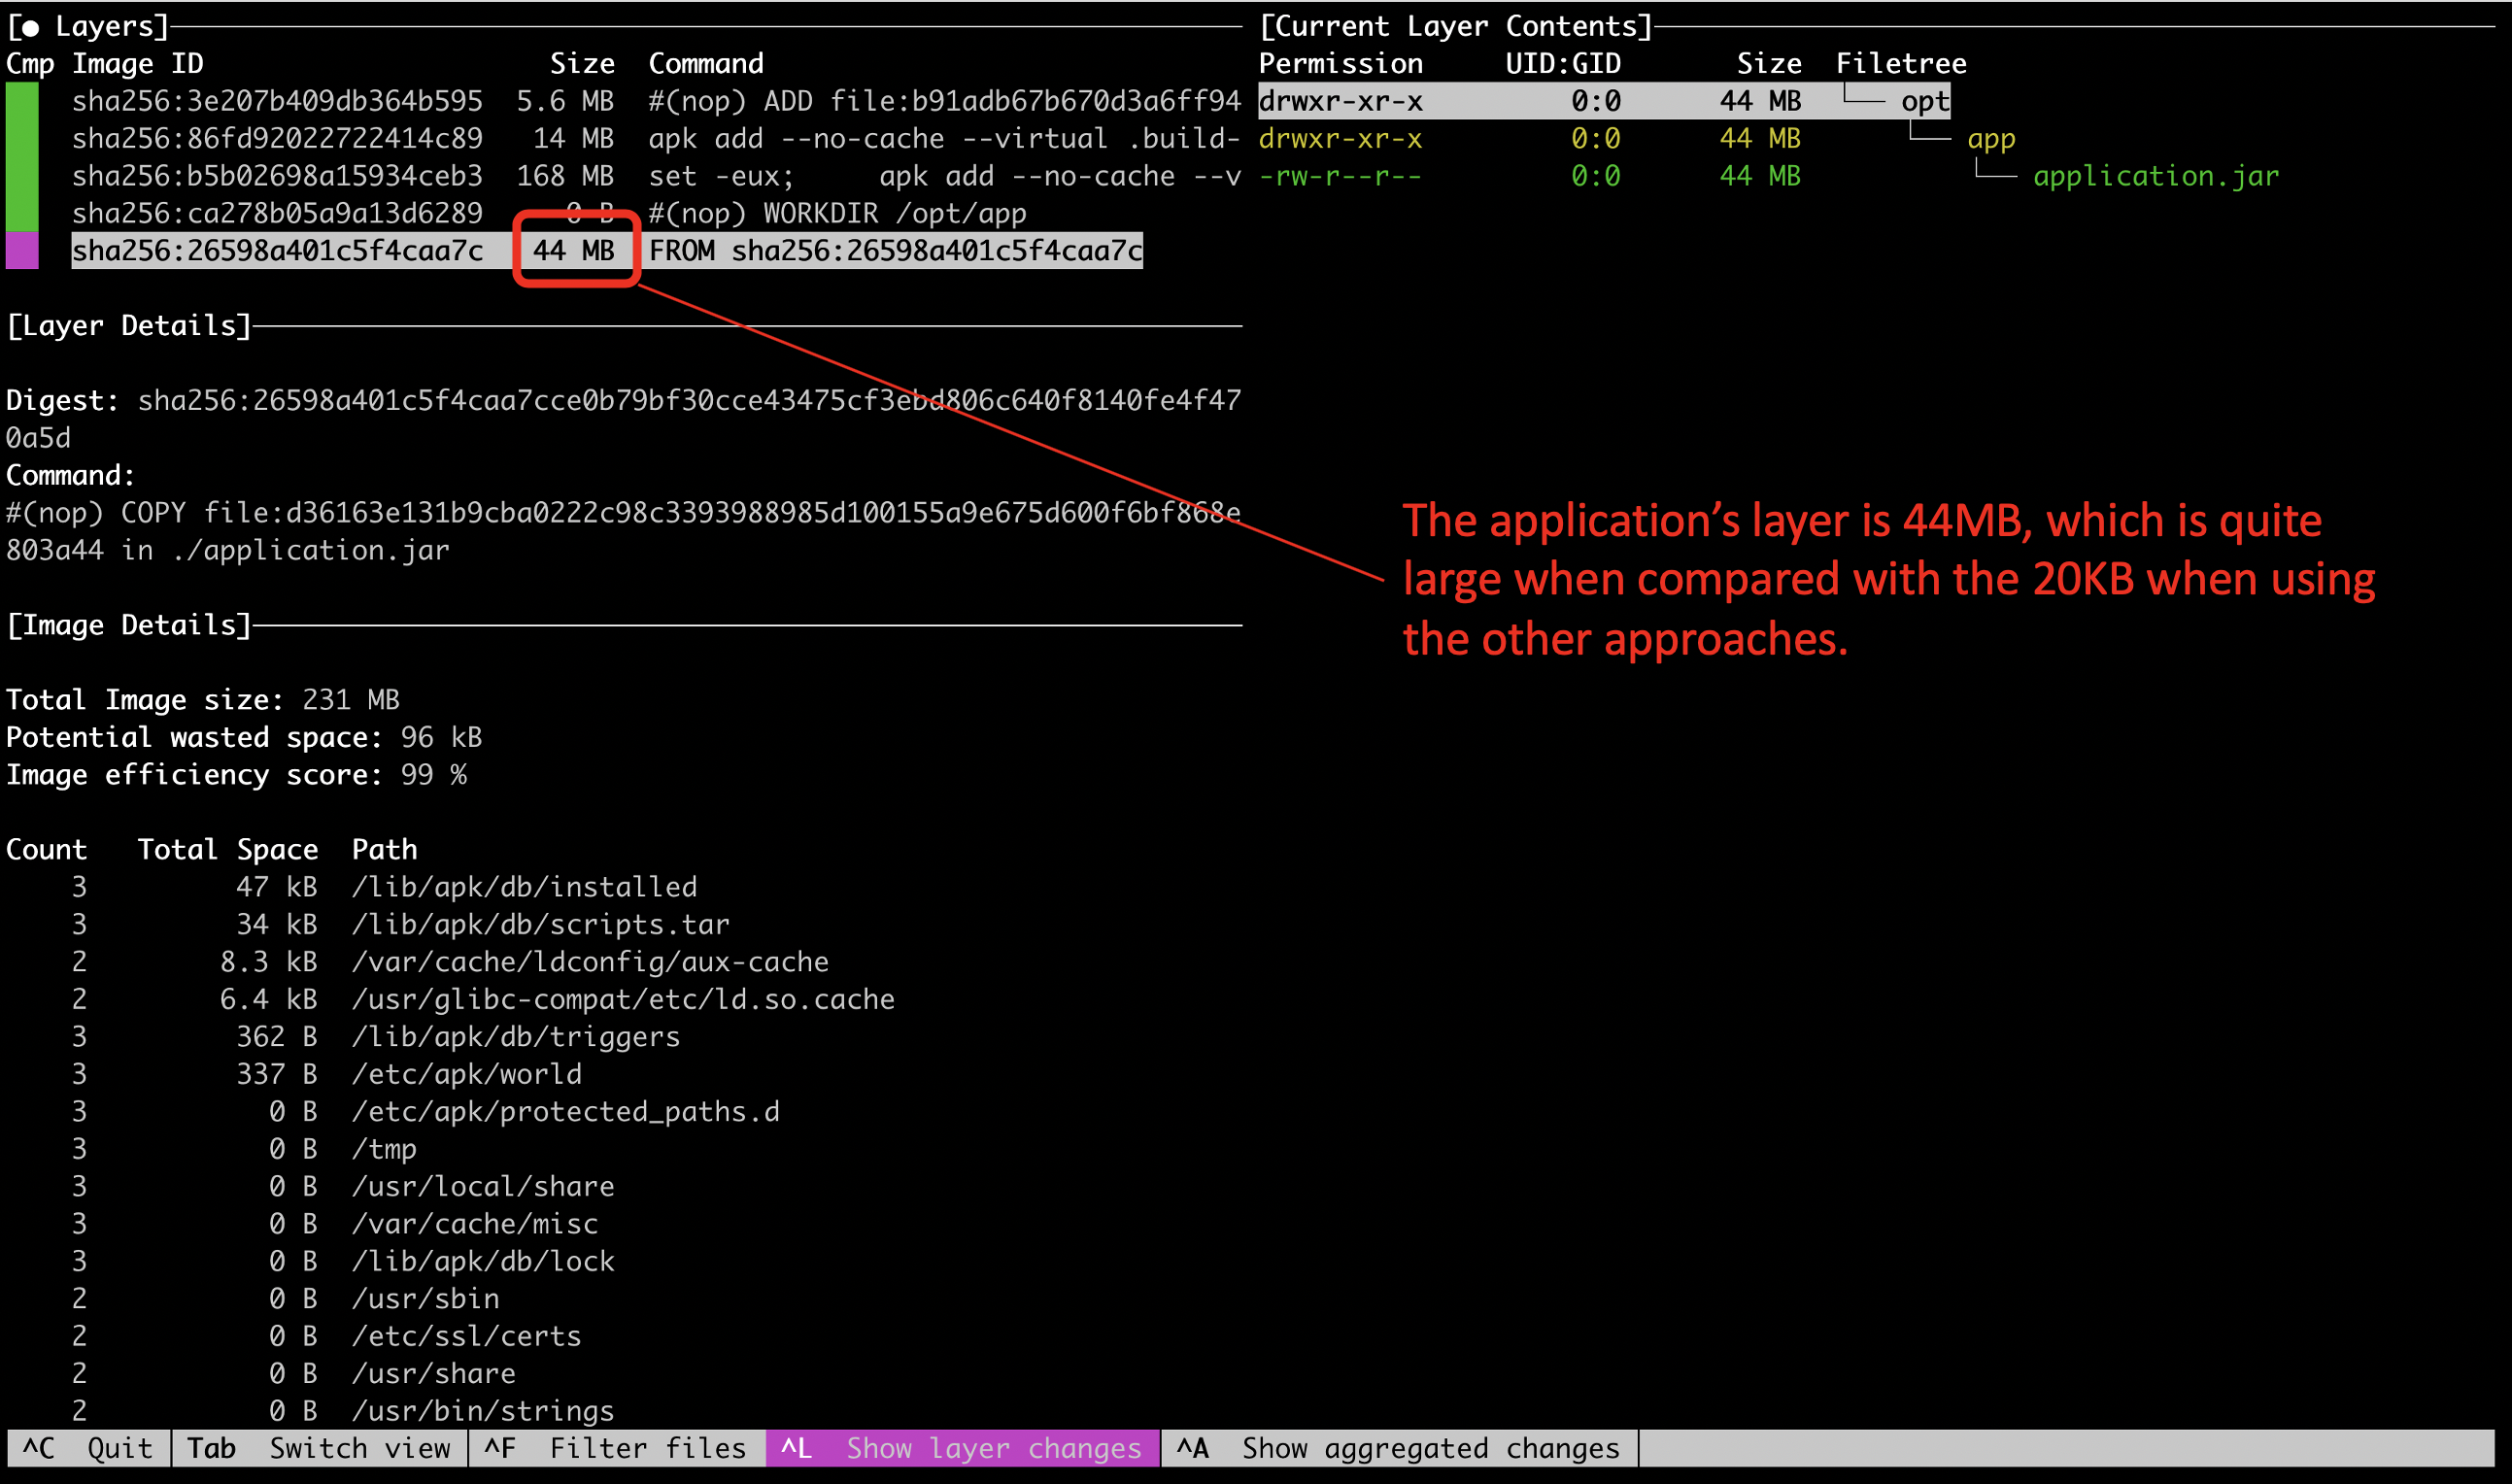 [● Layers]
Cmp Image ID Size Command
sha256:3e207b409db364b595 5.6 MB #(nop) ADD file:b91adb67b670d3a6ff94
sha256:86fd92022722414c89 14 MB apk add --no-cache --virtual .build-
sha256:b5b02698a15934ceb3 168 MB set -eux; apk add --no-cache --v
sha256:ca278b05a9a13d6289 0 B #(nop) WORKDIR /opt/app
sha256:26598a401c5f4caa7c 44 MB FROM sha256:26598a401c5f4caa7c
[Layer Details]
Digest: sha256:26598a401c5f4caa7cce0b79bf30cce43475cf3ebd806c640f8140fe4f47
0a5d
Command:
#(nop) COPY file:d36163e131b9cba0222c98c3393988985d100155a9e675d600f6bf868e
803a44 in ./application.jar
[Image Details]
Total Image size: 231 MB
Potential wasted space: 96 kB
Image efficiency score: 99 %
Count Total Space Path
3 47 kB /lib/apk/db/installed
3 34 kB /lib/apk/db/scripts.tar
2 8.3 kB /var/cache/ldconfig/aux-cache
2 6.4 kB /usr/glibc-compat/etc/ld.so.cache
3 362 B /lib/apk/db/triggers
3 337 B /etc/apk/world
3 0 B /etc/apk/protected_paths.d
3 0 B /tmp
3 0 B /usr/local/share
3 0 B /var/cache/misc
3 0 B /lib/apk/db/lock
2 0 B /usr/sbin
2 0 B /etc/ssl/certs
2 0 B /usr/share
2 0 B /usr/bin/strings
[Current Layer Contents]
Permission UID:GID Size Filetree
drwxr-xr-x 0:0 44 MB └── opt
drwxr-xr-x 0:0 44 MB └── app
-rw-r--r-- 0:0 44 MB └── application.jar
The application’s layer is 44MB, which is quite
large when compared with the 20KB when using
the other approaches.
^C Quit Tab Switch view ^F Filter files ^L Show layer changes ^A Show aggregated changes